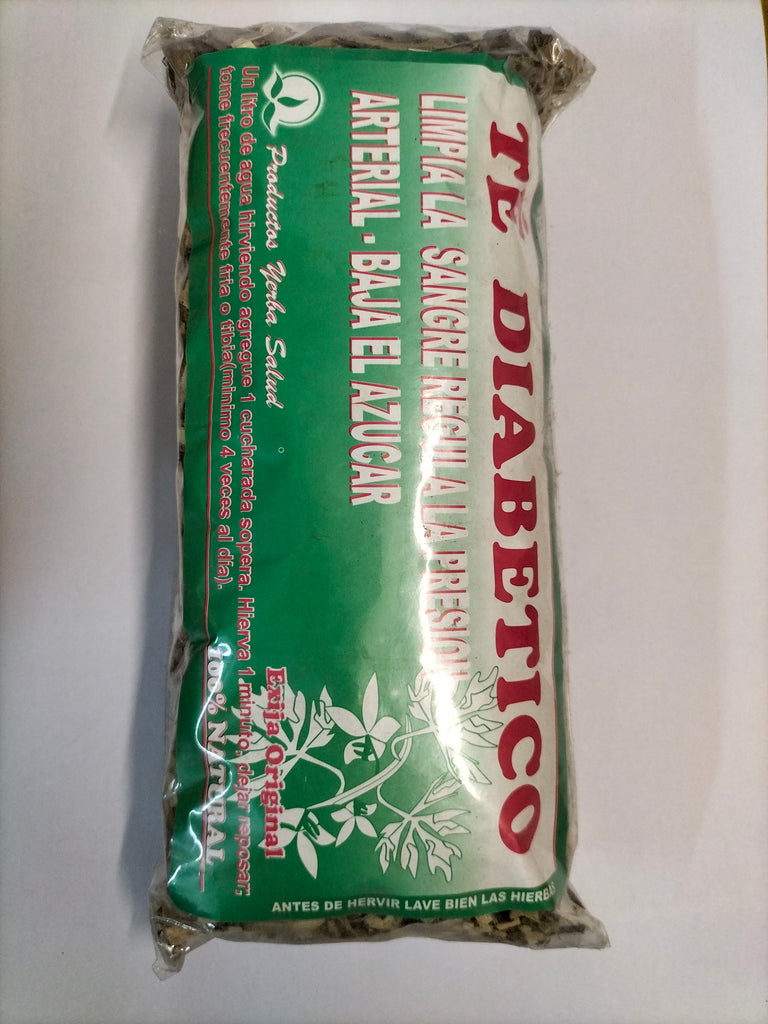 TÉ DIABETICO
LIMPIA LA SANGRE REGULA LA PRESION
ARTERIAL · BAJA EL AZUCAR
Productos Yerba Salud
Exija Original
Un litro de agua hirviendo agregue 1 cucharada sopera. Hierva 1 minuto, dejar reposar,
tome frecuentemente fria o tibia(minimo 4 veces al día).
100% NATURAL
ANTES DE HERVIR LAVE BIEN LAS HIERBAS